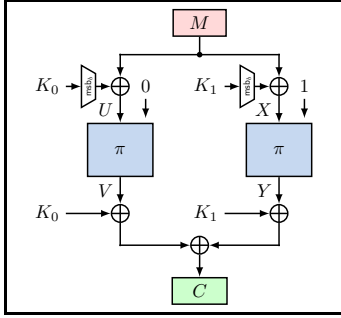 M
K₀ msbₙ 0 K₁ msbₙ 1
U X
π π
V Y
K₀ K₁
C